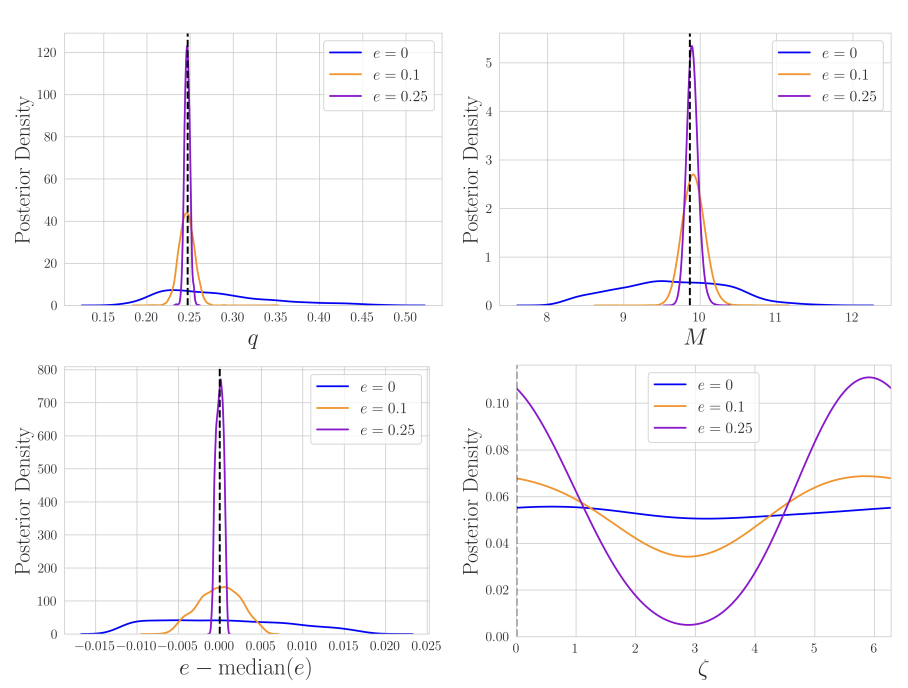 Posterior Density
120
100
80
60
40
20
0
0.15 0.20 0.25 0.30 0.35 0.40 0.45 0.50
q
e = 0
e = 0.1
e = 0.25
Posterior Density
5
4
3
2
1
0
8 9 10 11 12
M
e = 0
e = 0.1
e = 0.25
Posterior Density
800
700
600
500
400
300
200
100
0
−0.015 −0.010 −0.005 0.000 0.005 0.010 0.015 0.020 0.025
e − median(e)
e = 0
e = 0.1
e = 0.25
Posterior Density
0.10
0.08
0.06
0.04
0.02
0.00
0 1 2 3 4 5 6
ζ
e = 0
e = 0.1
e = 0.25